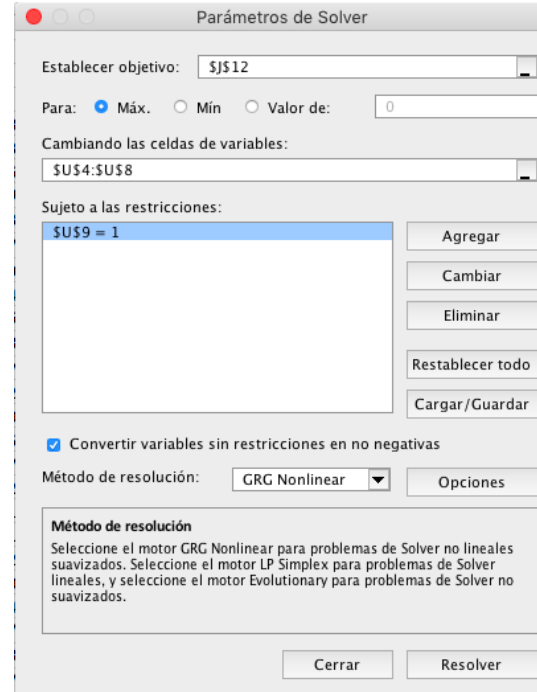 Parámetros de Solver
Establecer objetivo: $J$12
Para: Máx. Mín Valor de: 0
Cambiando las celdas de variables:
$U$4:$U$8
Sujeto a las restricciones:
$U$9 = 1
Agregar
Cambiar
Eliminar
Restablecer todo
Cargar/Guardar
Convertir variables sin restricciones en no negativas
Método de resolución: GRG Nonlinear Opciones
Método de resolución
Seleccione el motor GRG Nonlinear para problemas de Solver no lineales
suavizados. Seleccione el motor LP Simplex para problemas de Solver
lineales, y seleccione el motor Evolutionary para problemas de Solver no
suavizados.
Cerrar Resolver